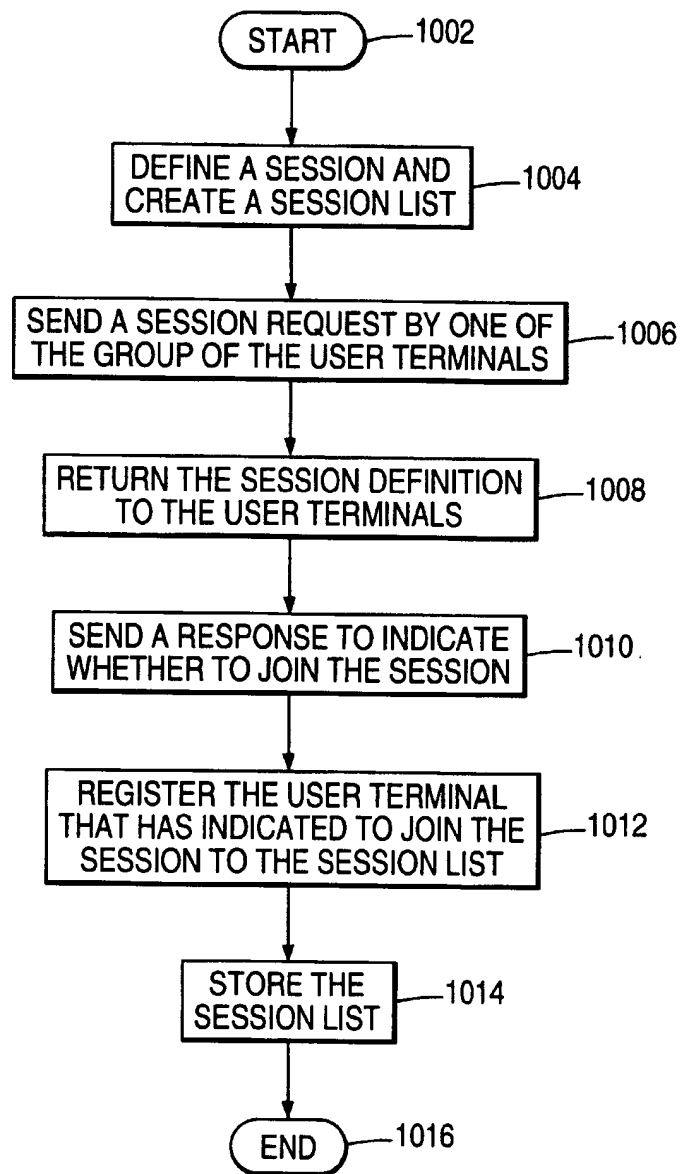 START
1002
DEFINE A SESSION AND
CREATE A SESSION LIST
1004
SEND A SESSION REQUEST BY ONE OF
THE GROUP OF THE USER TERMINALS
1006
RETURN THE SESSION DEFINITION
TO THE USER TERMINALS
1008
SEND A RESPONSE TO INDICATE
WHETHER TO JOIN THE SESSION
1010
REGISTER THE USER TERMINAL
THAT HAS INDICATED TO JOIN THE
SESSION TO THE SESSION LIST
1012
STORE THE
SESSION LIST
1014
END
1016